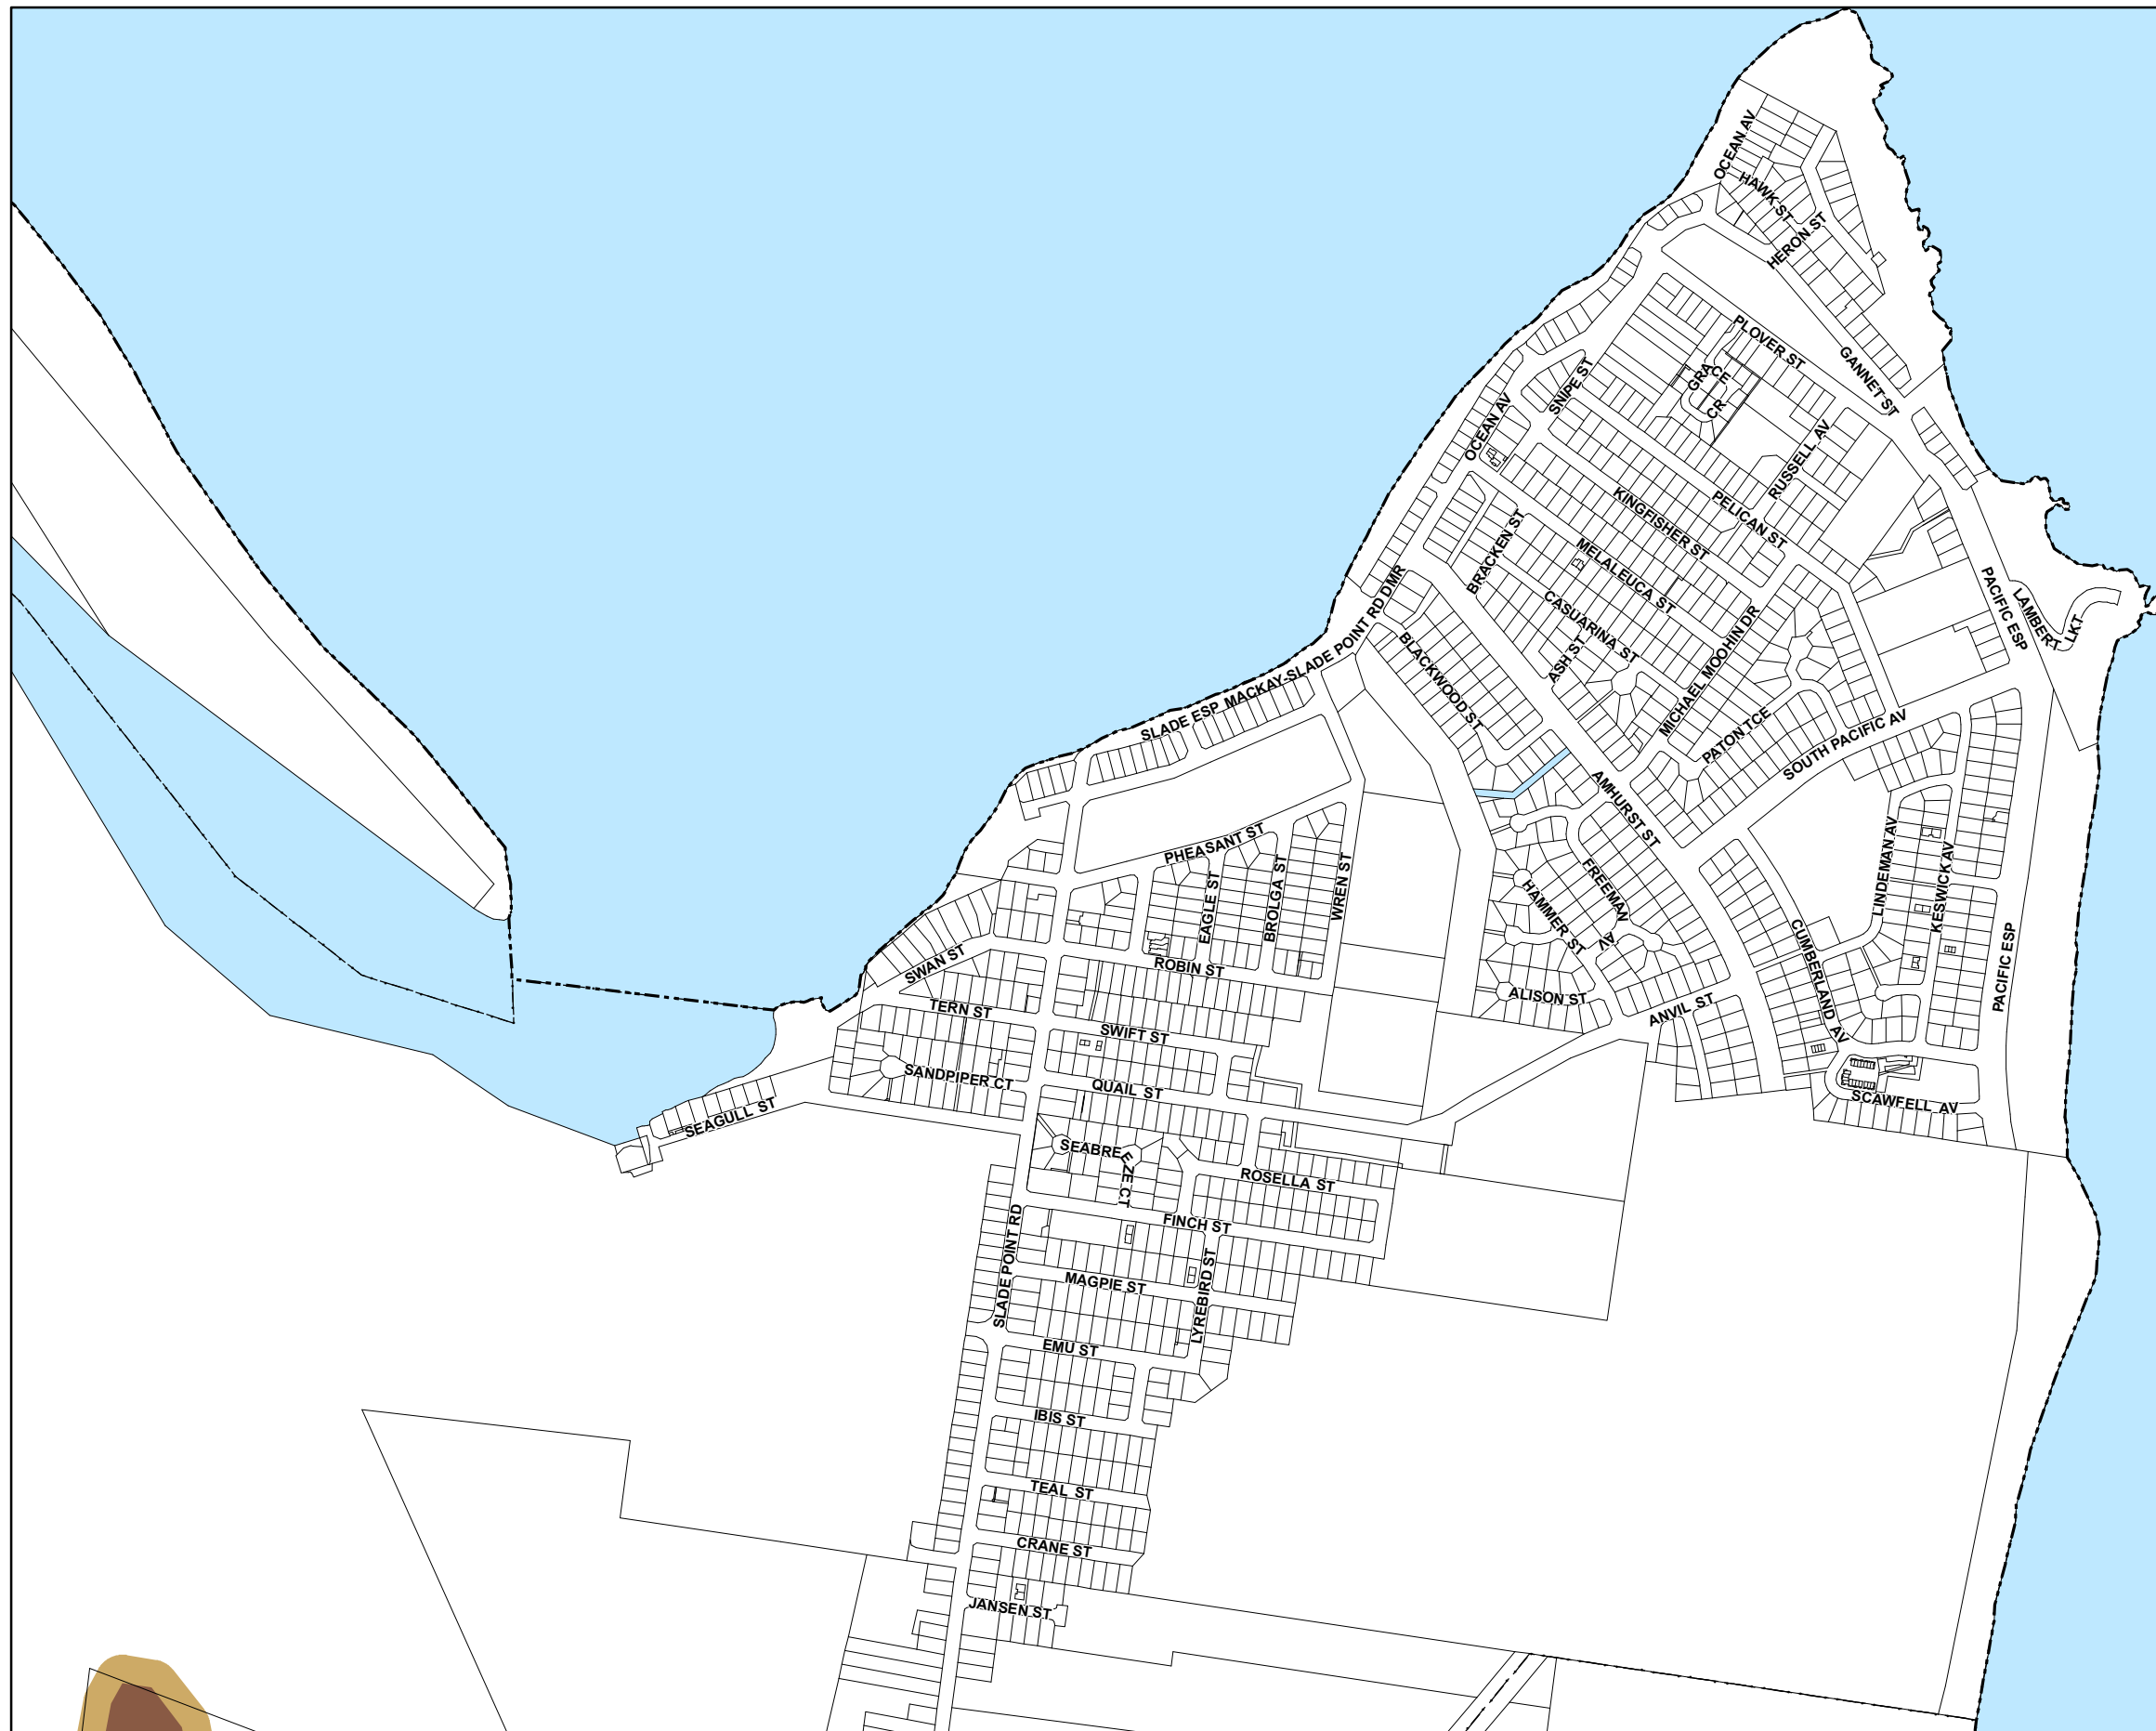 OCEAN AV
HAWK ST
HERON ST
PLOVER ST
GANNET ST
GRACE
CR
SNIPE ST
OCEAN AV
RUSSELL AV
PELICAN ST
KINGFISHER ST
BRACKEN ST
MELALEUCA ST
CASUARINA ST
ASH ST
MICHAEL MOOHIN DR
PACIFIC ESP
LAMBERT
LKT
BLACKWOOD ST
SLADE ESP MACKAY-SLADE POINT RD DMR
PATON TCE
SOUTH PACIFIC AV
AMHURST ST
PHEASANT ST
EAGLE ST
BROLGA ST
WREN ST
FREEMAN
AV
HAMMER ST
LINDEMAN AV
KESWICK AV
CUMBERLAND AV
PACIFIC ESP
SWAN ST
ROBIN ST
ALISON ST
ANVIL ST
TERN ST
SWIFT ST
SANDPIPER CT
QUAIL ST
SCAWFELL AV
SEAGULL ST
SEABRE
EZE CT
ROSELLA ST
FINCH ST
SLADE POINT RD
LYREBIRD ST
MAGPIE ST
EMU ST
IBIS ST
TEAL ST
CRANE ST
JANSEN ST